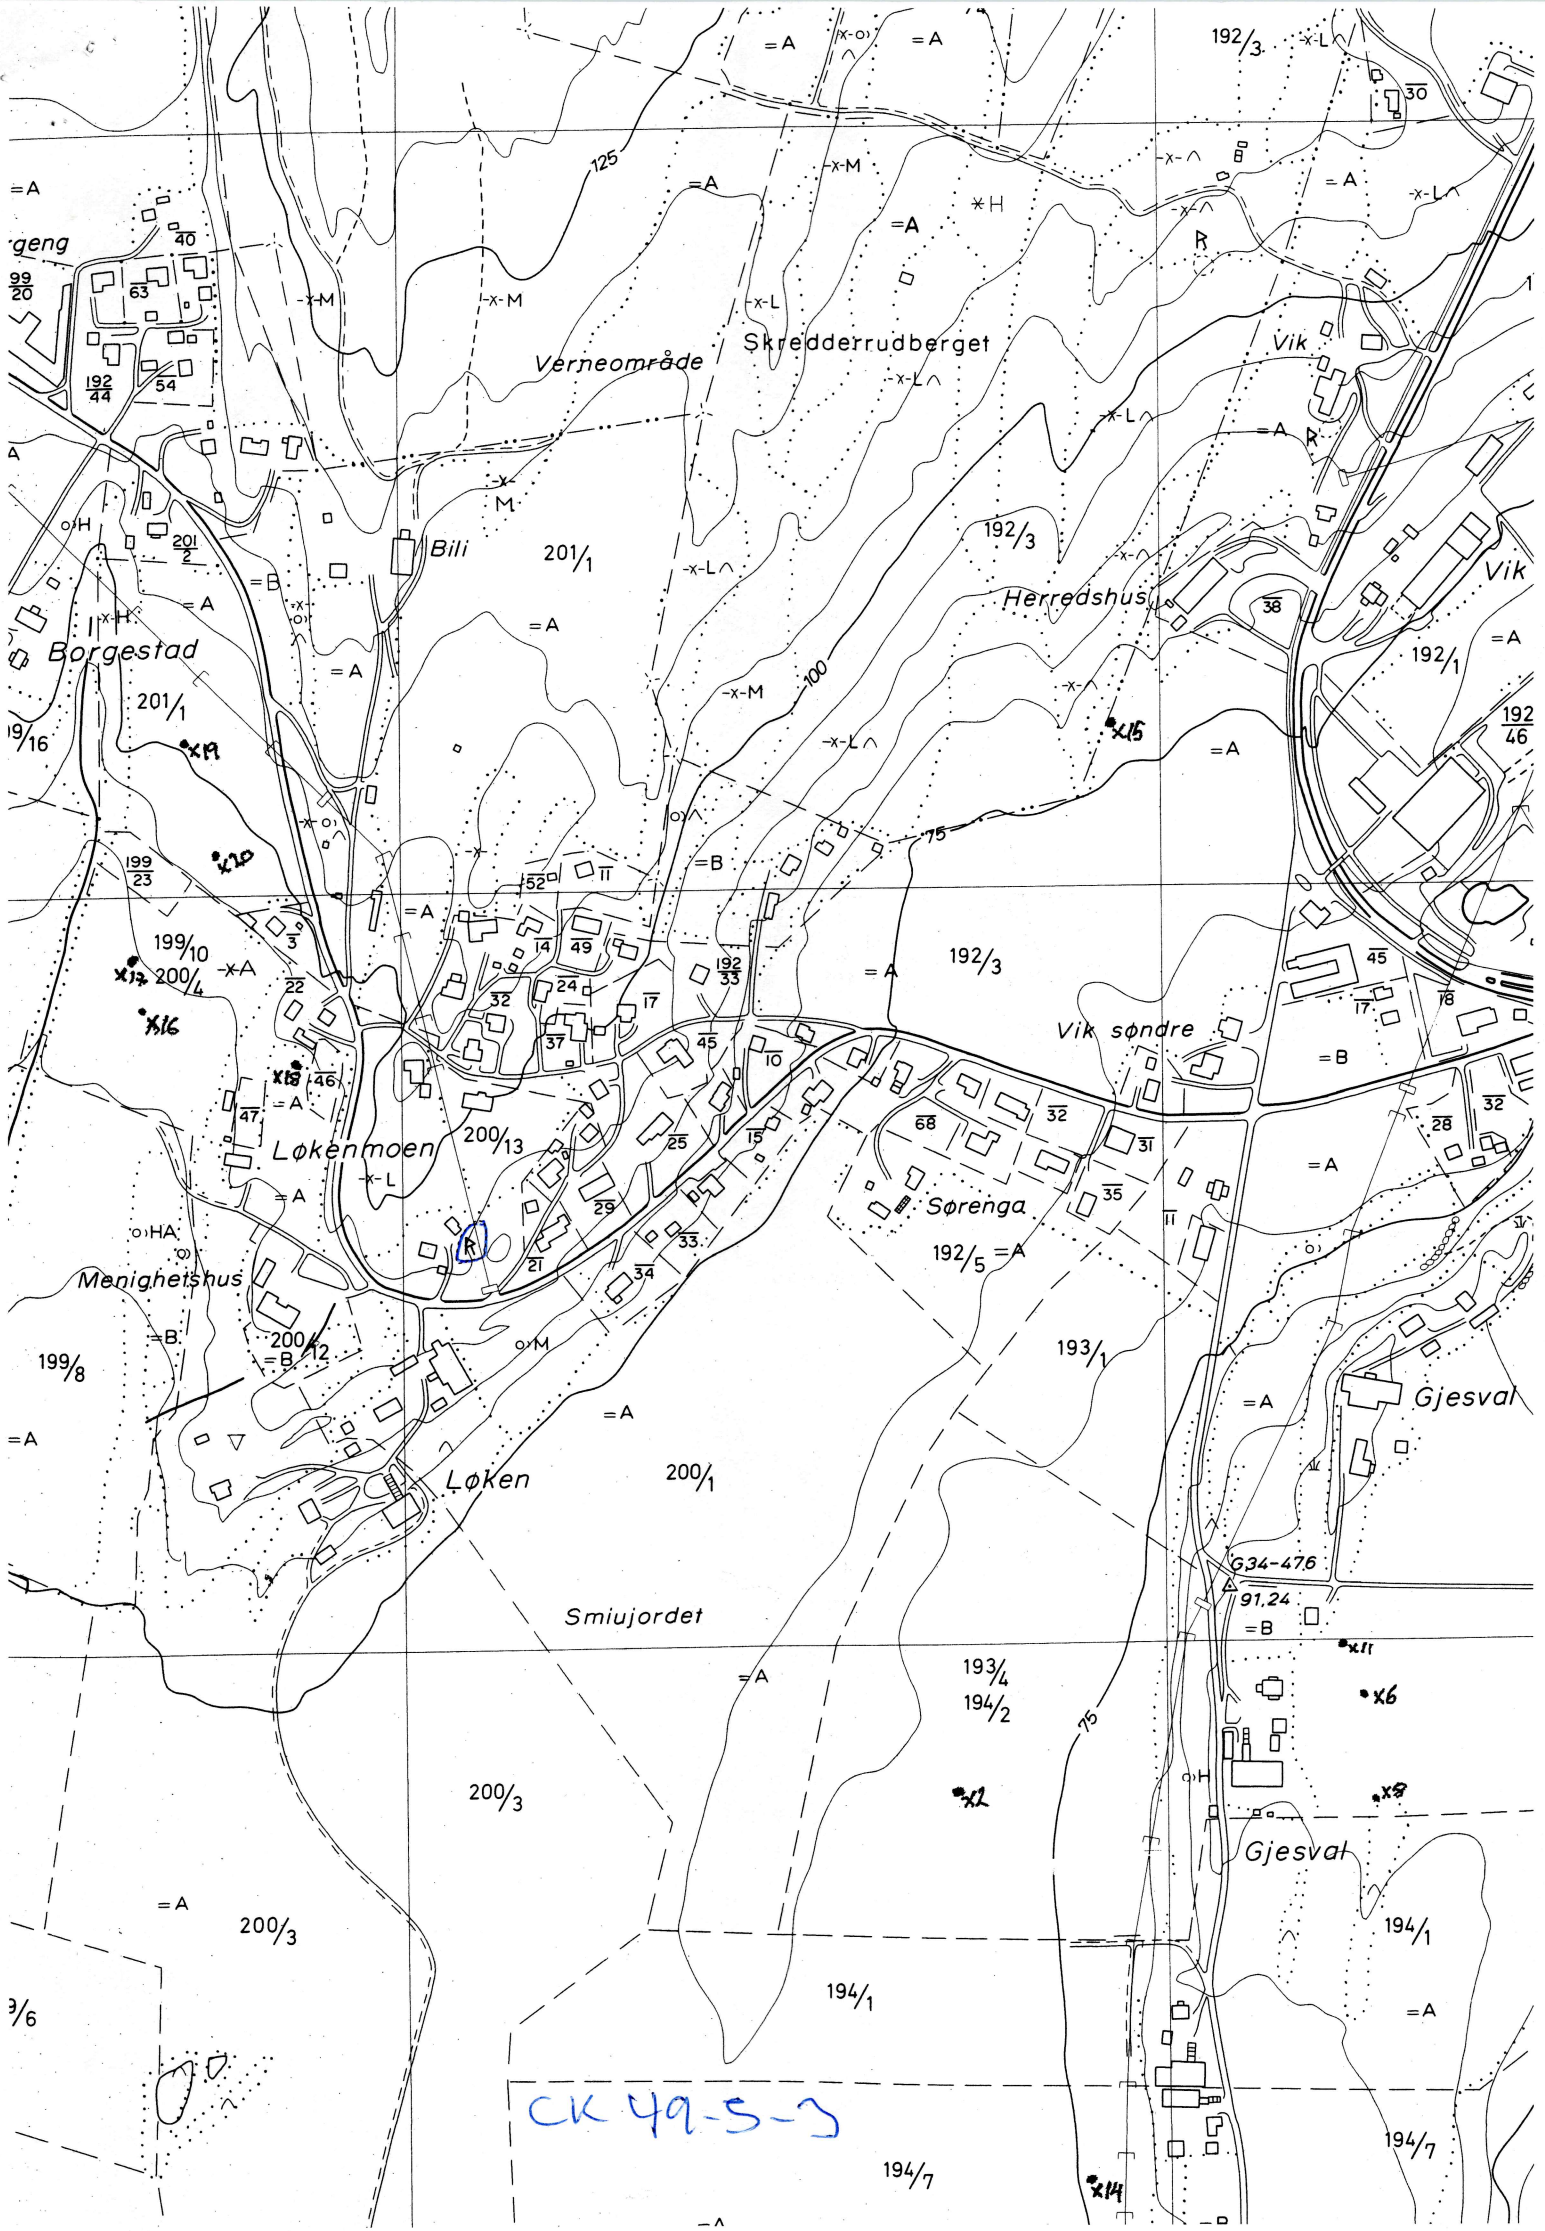 =A
x-o)
=A
192/3
-x-L
30
125
-x-M
-x-^
=A
=A
=A
-x-L^
*H
-x-^
40
rgeng
=A
R
99
20
63
-x-M
-x-M
-x-L
Verneområde
Skredderrudberget
Vik
192
44
54
-x-L^
-x-L^
=A
R
A
-x-
M
o)H
201
2
Bili
201/1
192/3
-x-^
=B
-x-L^
Vik
=A
-x-
o)
Herredshus
38
x-H
=A
=A
Borgestad
192/1
=A
100
-x-M
-x-^
201/1
192
46
9/16
x19
-x-L^
x15
=A
-x-o)
o)^
75
x20
199
23
-x-
52
11
=B
=A
3
14
49
199/10
192/3
45
x17
200/4
-x-A
192
33
=A
22
24
32
17
17
18
x16
Vik søndre
37
45
10
=B
x18
46
=A
47
32
32
68
28
Løkenmoen
200/13
25
15
31
=A
-x-L
=A
35
29
Sørenga
11
o)HA
R
33
192/5 =A
o)
21
Menighetshus
34
200/12
=B
=B
o)M
193/1
199/8
=A
Gjesval
=A
=A
Løken
200/1
G34-476
91.24
Smiujordet
=B
x11
=A
193/4
194/2
x6
75
200/3
o)H
x2
x8
Gjesval
=A
200/3
194/1
194/1
9/6
=A
CK 49-5-3
194/7
194/7
x14
=A
=B